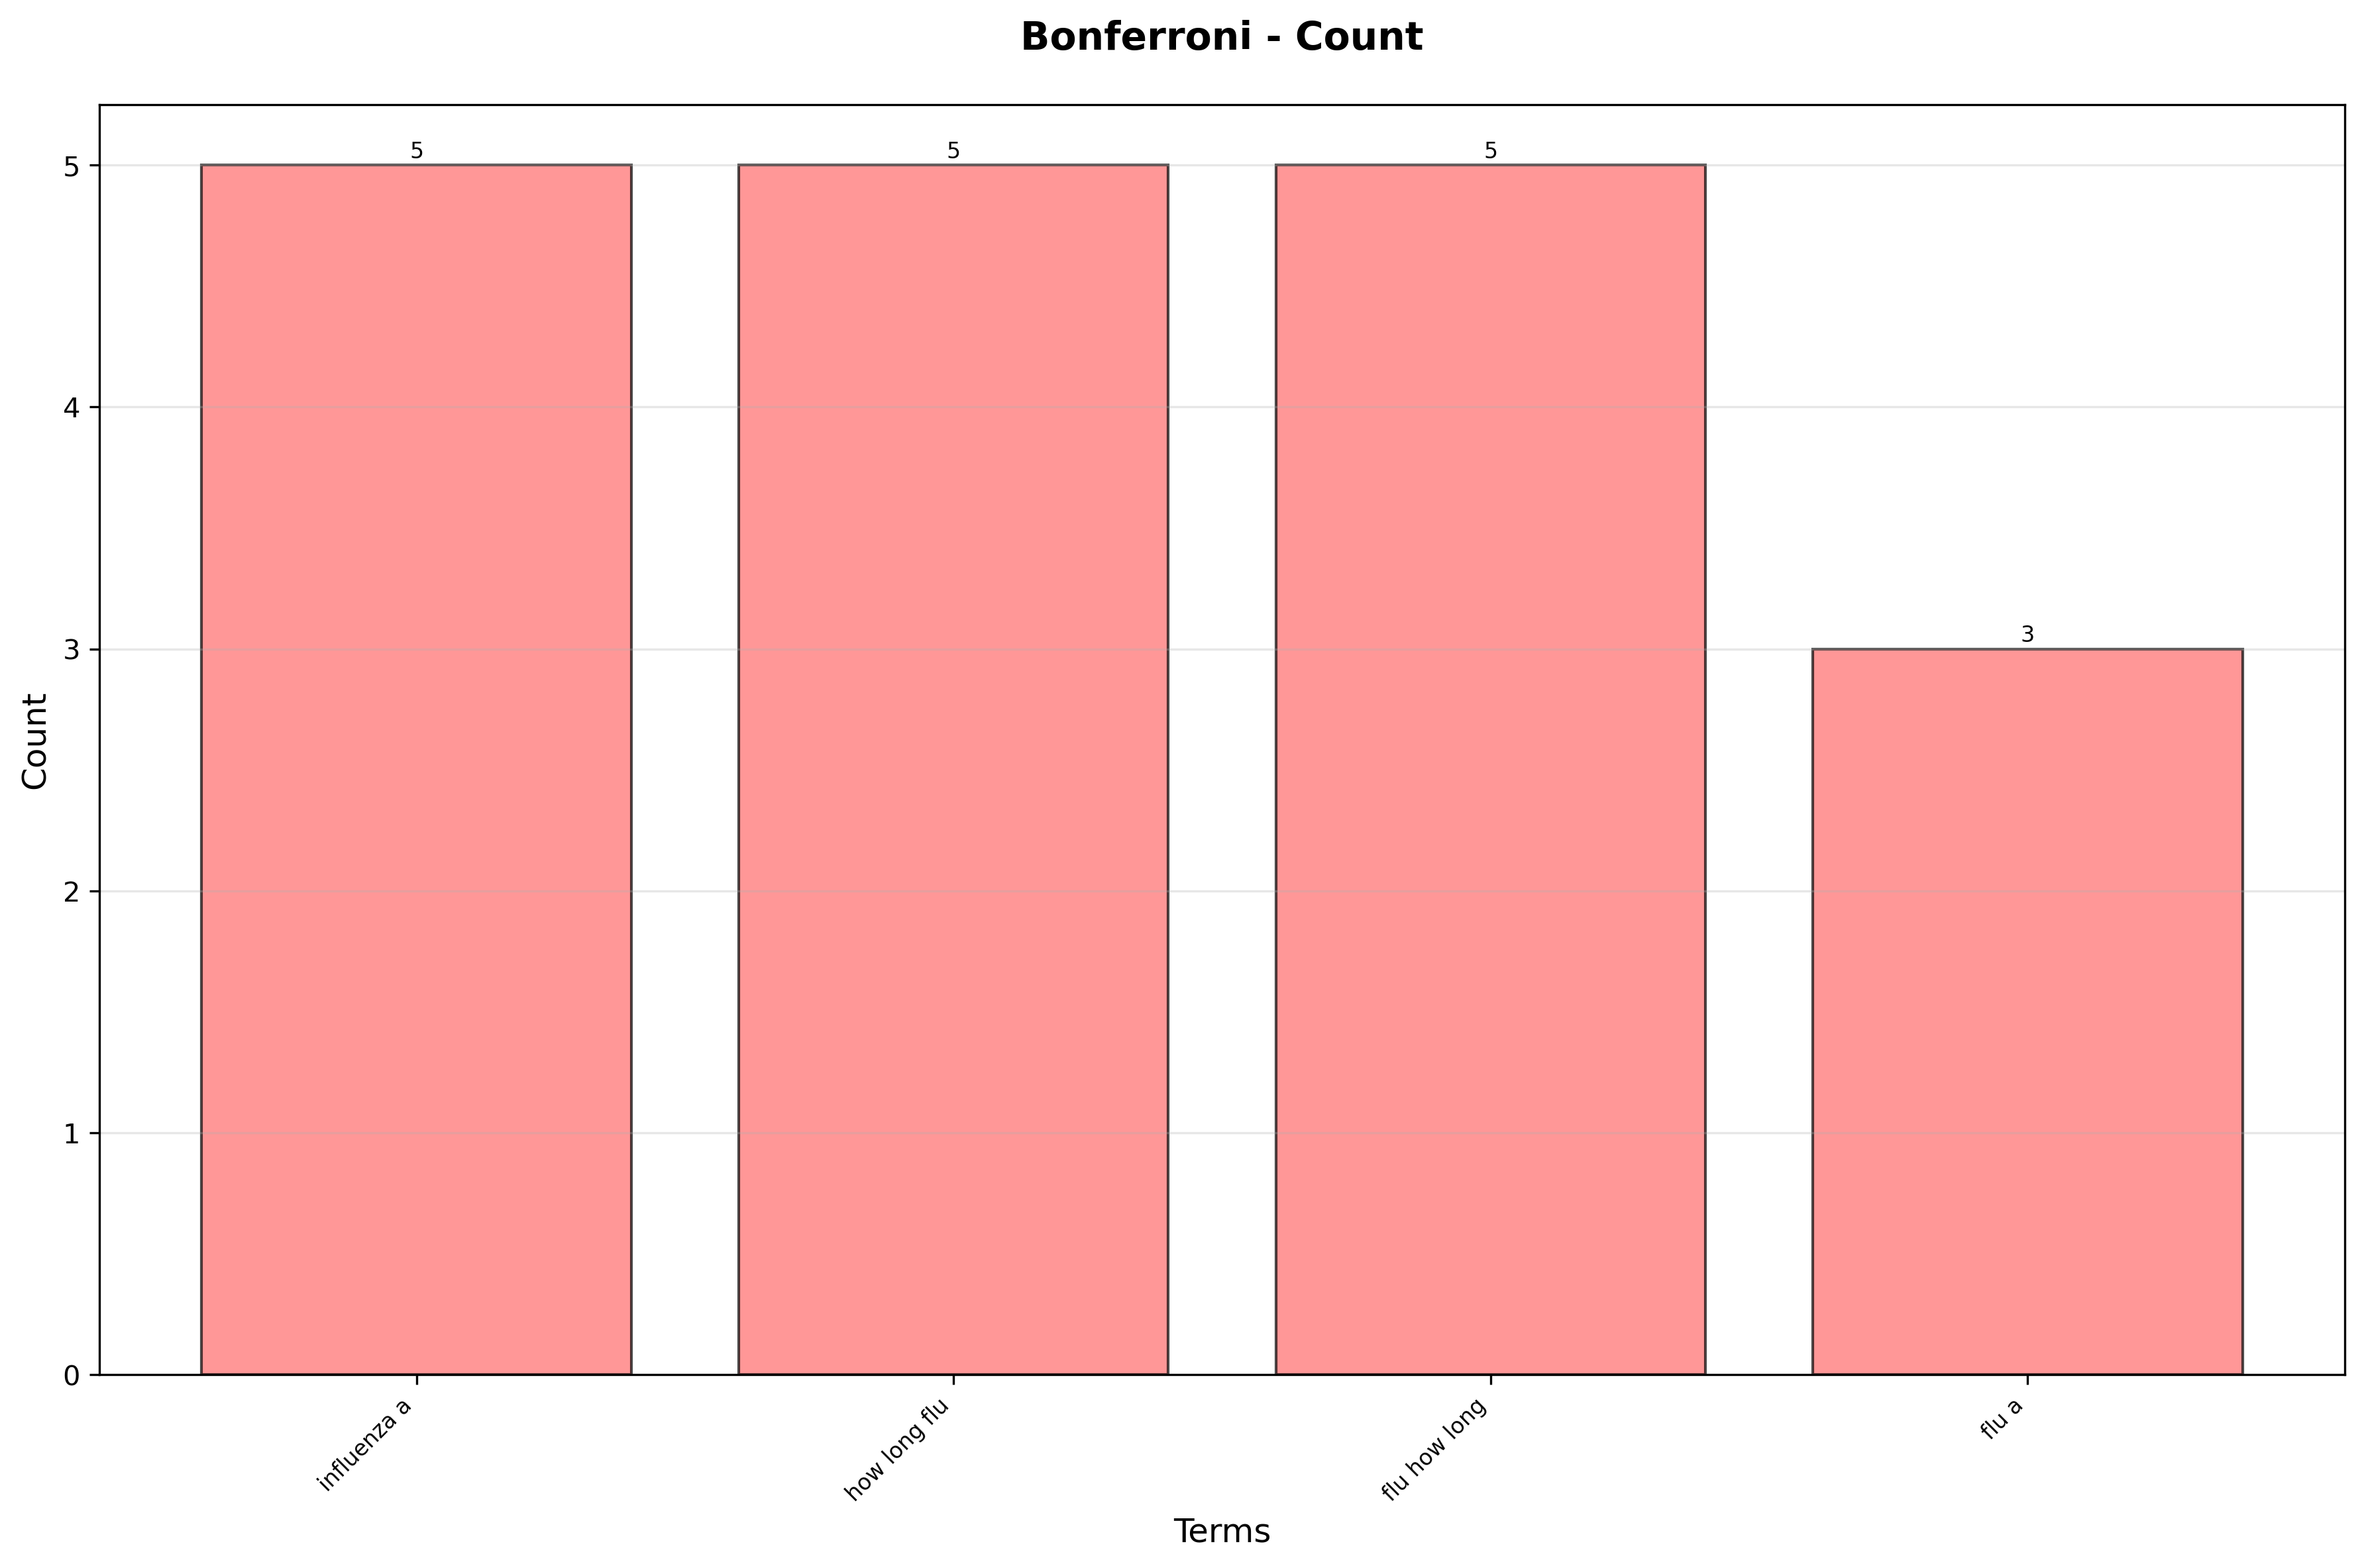 Bonferroni - Count
5
5
5
3
5
4
3
2
1
0
Count
influenza a
how long flu
flu how long
flu a
Terms